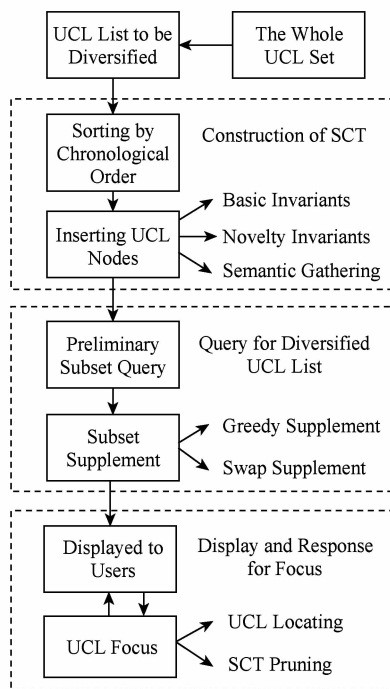 UCL List to be
Diversified
The Whole
UCL Set
Sorting by
Chronological
Order
Construction of SCT
Inserting UCL
Nodes
Basic Invariants
Novelty Invariants
Semantic Gathering
Preliminary
Subset Query
Query for Diversified
UCL List
Subset
Supplement
Greedy Supplement
Swap Supplement
Displayed to
Users
Display and Response
for Focus
UCL Focus
UCL Locating
SCT Pruning